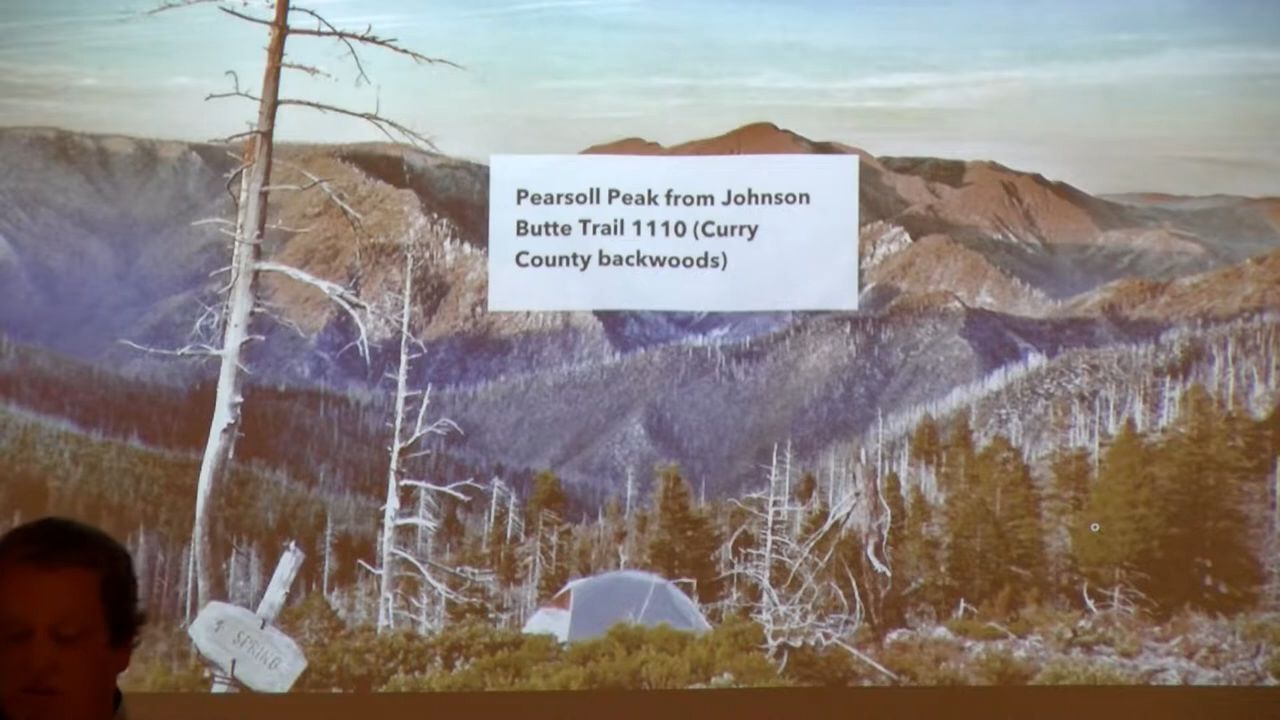 Pearsoll Peak from Johnson
Butte Trail 1110 (Curry
County backwoods)
SPRING